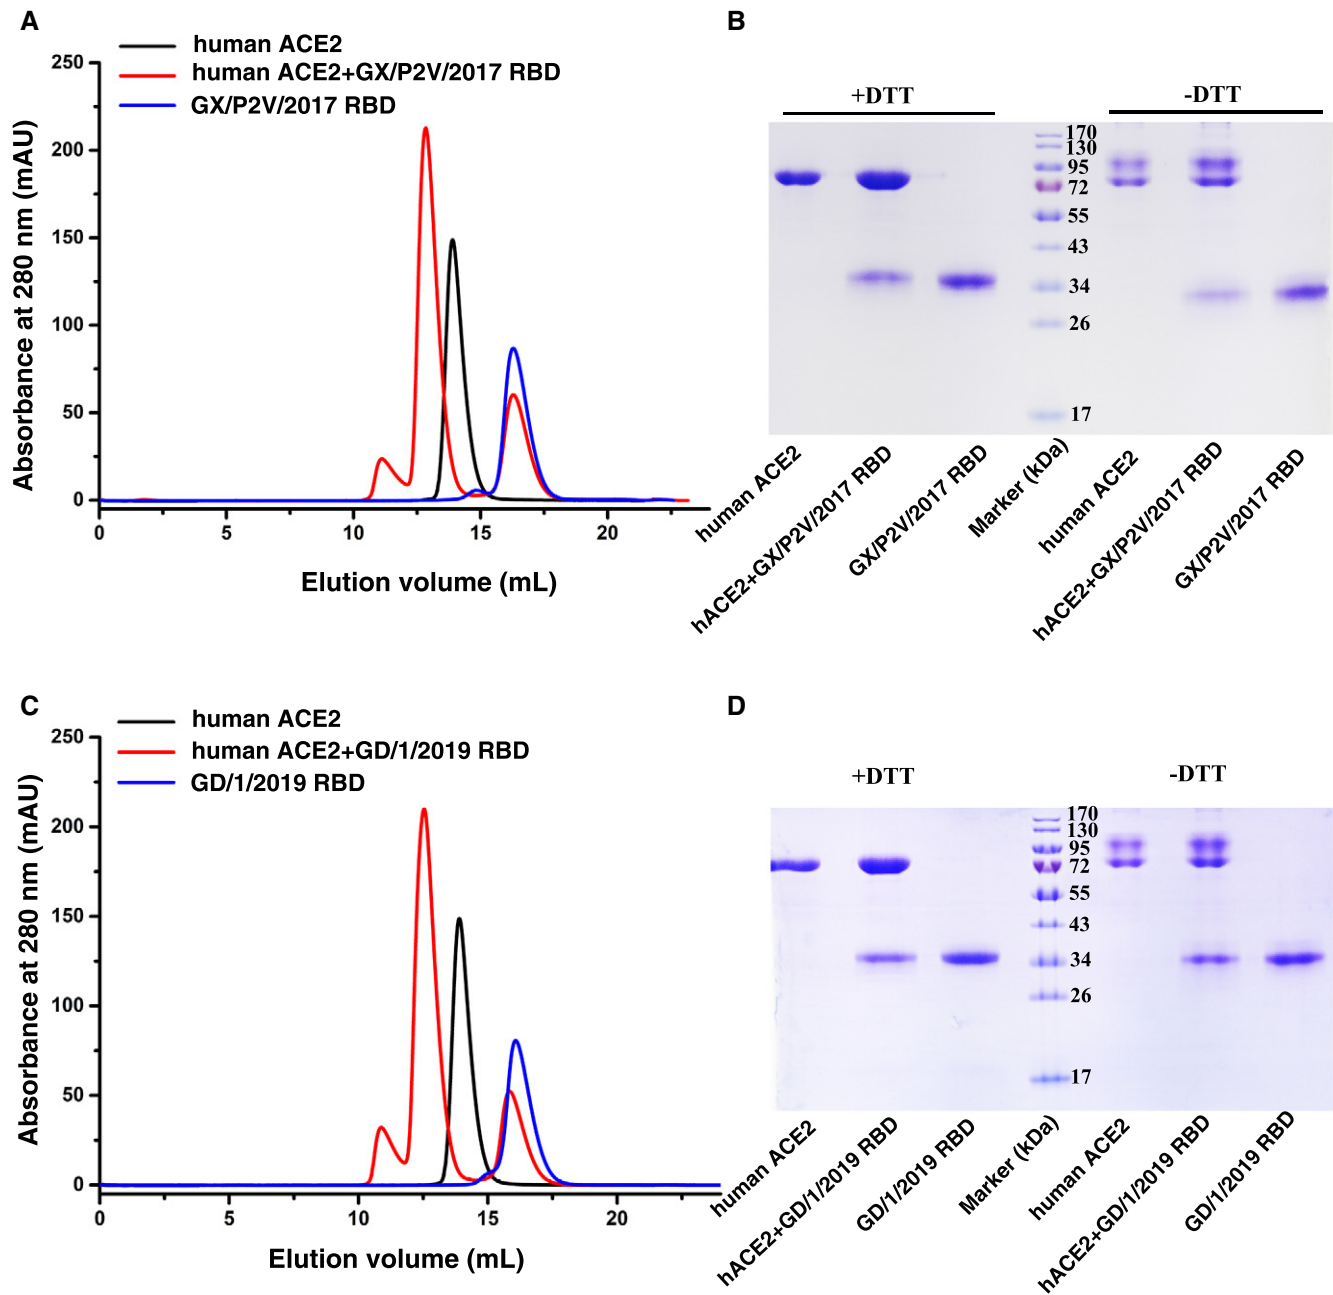 A
human ACE2
human ACE2+GX/P2V/2017 RBD
GX/P2V/2017 RBD
250
200
150
100
50
0
Absorbance at 280 nm (mAU)
0 5 10 15 20
Elution volume (mL)
B
+DTT -DTT
170
130
95
72
55
43
34
26
17
human ACE2
hACE2+GX/P2V/2017 RBD
GX/P2V/2017 RBD
Marker (kDa)
human ACE2
hACE2+GX/P2V/2017 RBD
GX/P2V/2017 RBD
C
human ACE2
human ACE2+GD/1/2019 RBD
GD/1/2019 RBD
250
200
150
100
50
0
Absorbance at 280 nm (mAU)
0 5 10 15 20
Elution volume (mL)
D
+DTT -DTT
170
130
95
72
55
43
34
26
17
human ACE2
hACE2+GD/1/2019 RBD
GD/1/2019 RBD
Marker (kDa)
human ACE2
hACE2+GD/1/2019 RBD
GD/1/2019 RBD